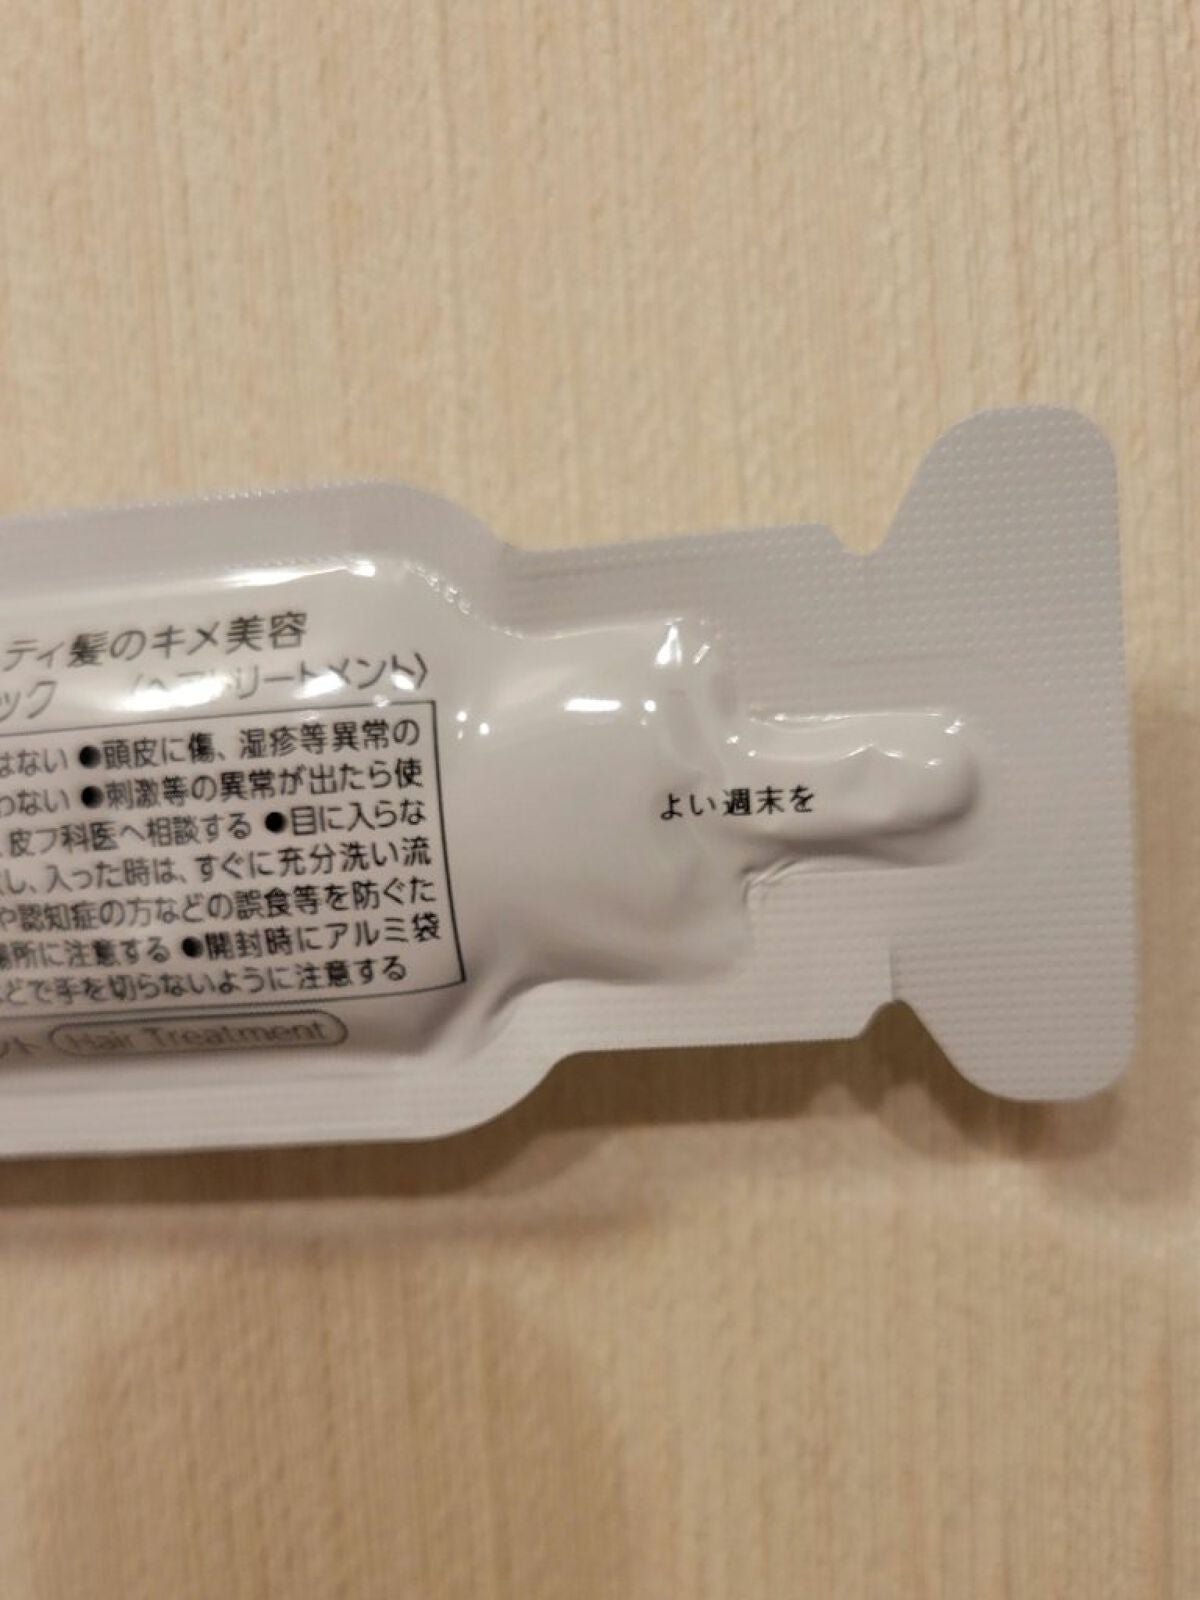 ティ髪のキメ美容
ック 〈ヘアトリートメント〉
はない ●頭皮に傷、湿疹等異常の
わない ●刺激等の異常が出たら使
、皮フ科医へ相談する ●目に入らな
し、入った時は、すぐに充分洗い流
や認知症の方などの誤食等を防ぐた
場所に注意する ●開封時にアルミ袋
どで手を切らないように注意する
ント Hair Treatment
よい週末を